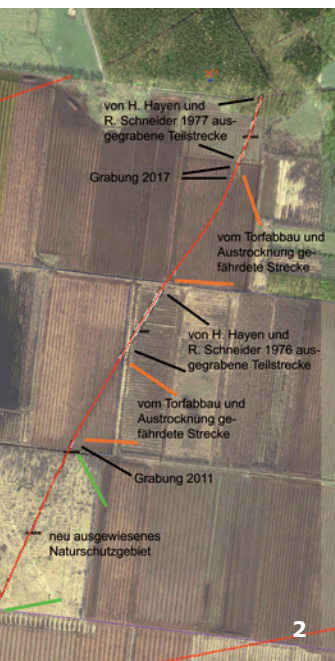 von H. Hayen und
R. Schneider 1977 aus-
gegrabene Teilstrecke
Grabung 2017
vom Torfabbau und
Austrocknung ge-
fährdete Strecke
von H. Hayen und
R. Schneider 1976 aus-
gegrabene Teilstrecke
vom Torfabbau und
Austrocknung ge-
fährdete Strecke
Grabung 2011
neu ausgewiesenes
Naturschutzgebiet
2